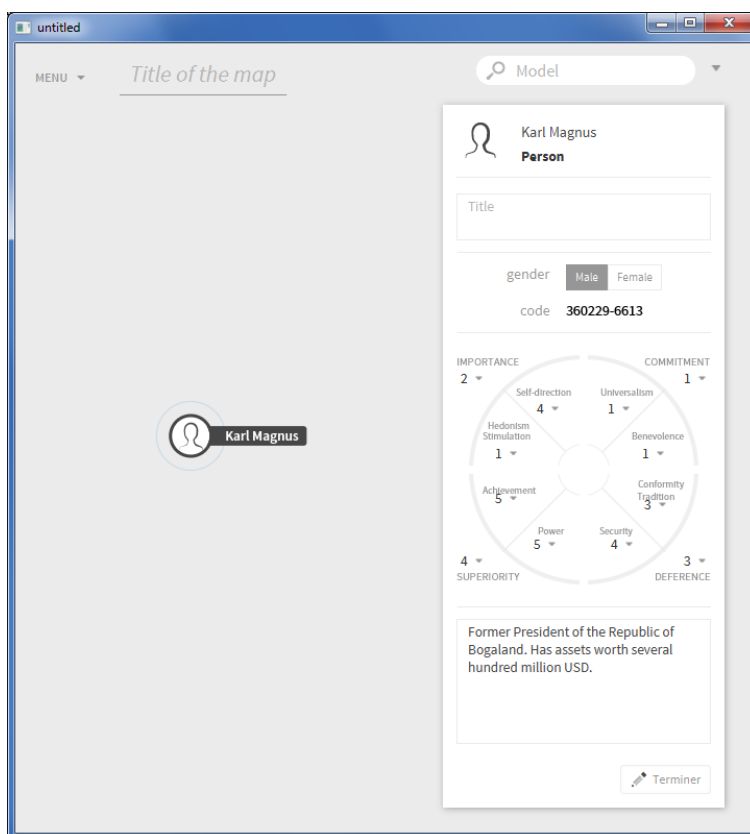 untitled
MENU
Title of the map
Model
Karl Magnus
Person
Title
gender Male Female
code 360229-6613
IMPORTANCE COMMITMENT
2 1
Self-direction Universalism
4 1
Hedonism
Stimulation
1
Benevolence
1
Karl Magnus
Achievement
5
Conformity
Tradition
3
Power Security
5 4
4 3
SUPERIORITY DEFERENCE
Former President of the Republic of
Bogaland. Has assets worth several
hundred million USD.
Terminer